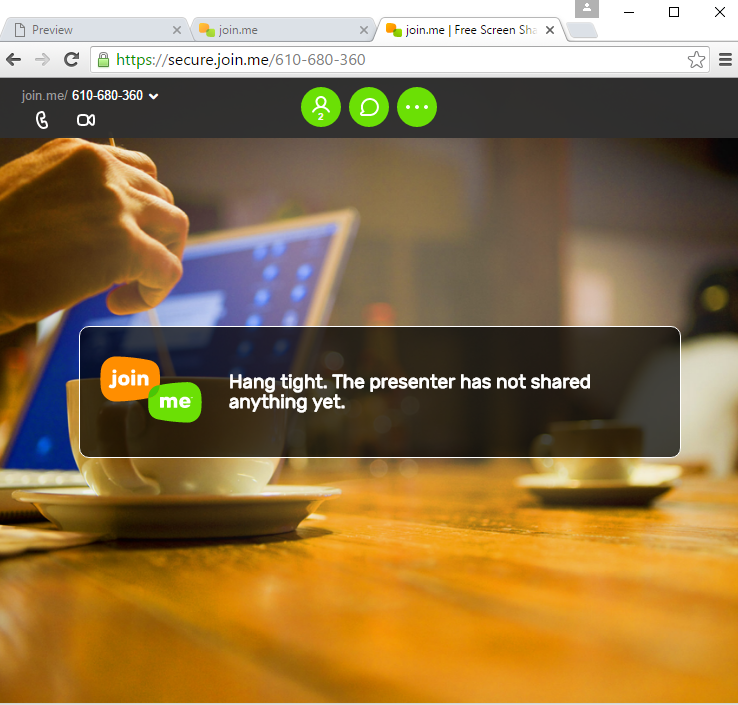 Preview
join.me
join.me | Free Screen Sha
https://secure.join.me/610-680-360
join.me/ 610-680-360
2
join
me
Hang tight. The presenter has not shared
anything yet.